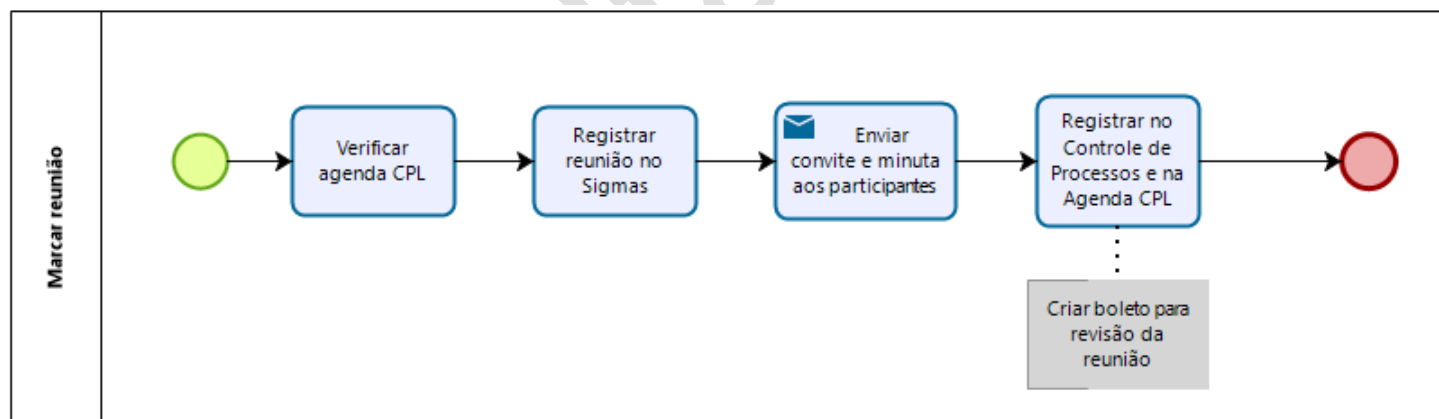 Marcar reunião
Verificar
agenda CPL
Registrar
reunião no
Sigmas
Enviar
convite e minuta
aos participantes
Registrar no
Controle de
Processos e na
Agenda CPL
Criar boleto para
revisão da
reunião